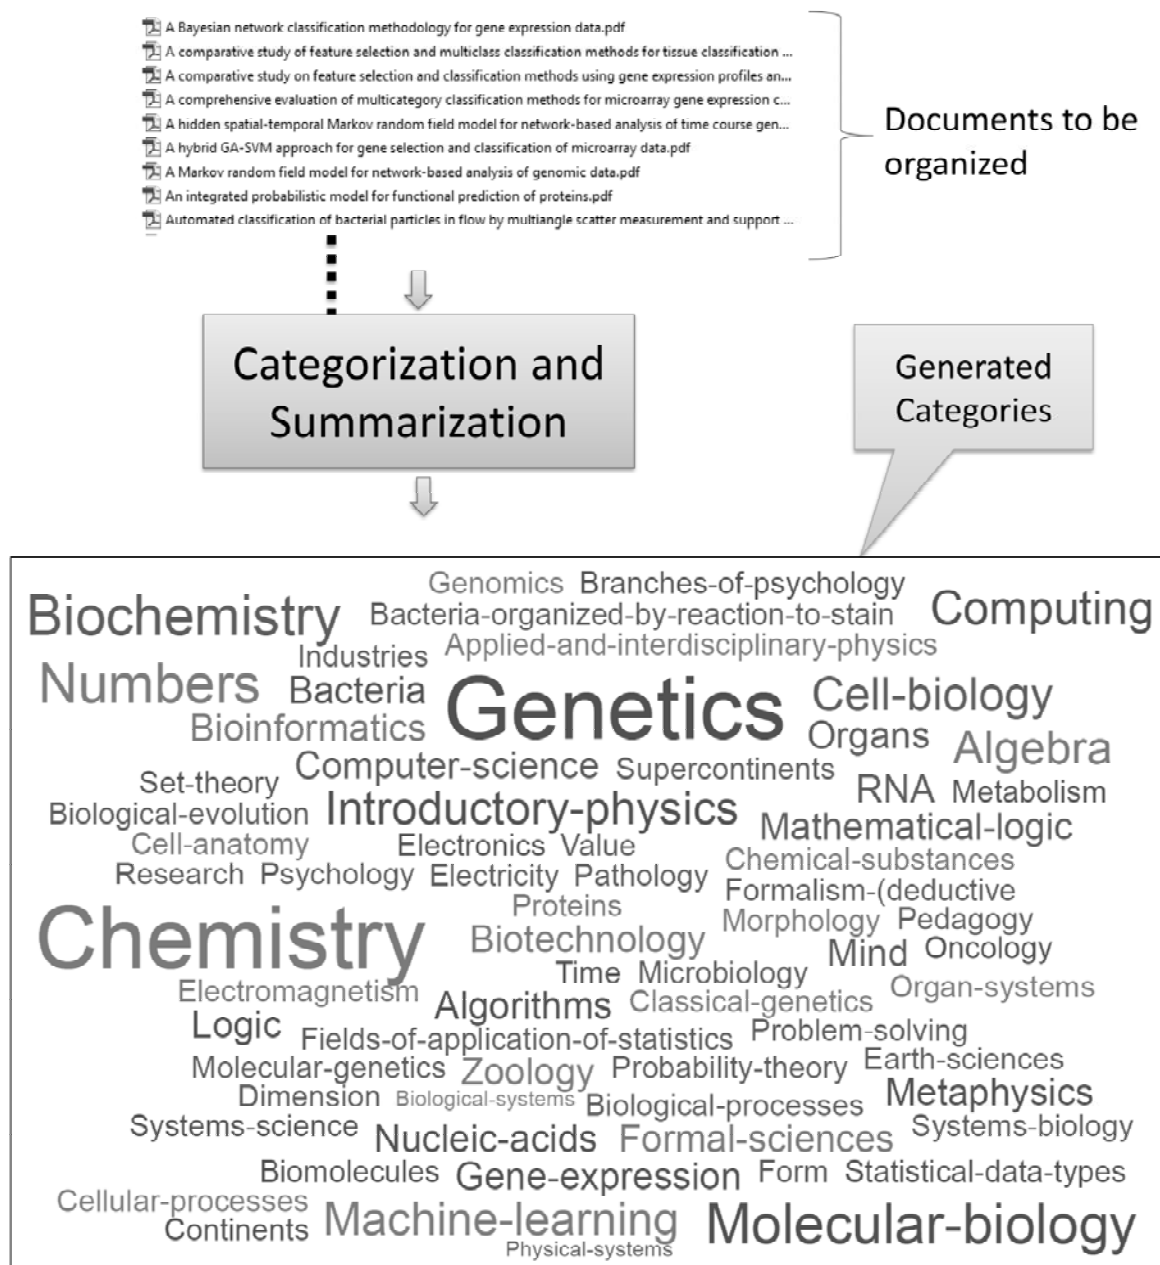 A Bayesian network classification methodology for gene expression data.pdf
A comparative study of feature selection and multiclass classification methods for tissue classification ...
A comparative study on feature selection and classification methods using gene expression profiles an...
A comprehensive evaluation of multicategory classification methods for microarray gene expression c...
A hidden spatial-temporal Markov random field model for network-based analysis of time course gen...
A hybrid GA-SVM approach for gene selection and classification of microarray data.pdf
A Markov random field model for network-based analysis of genomic data.pdf
An integrated probabilistic model for functional prediction of proteins.pdf
Automated classification of bacterial particles in flow by multiangle scatter measurement and support ...
Documents to be
organized
Categorization and
Summarization
Generated
Categories
Genomics Branches-of-psychology
Biochemistry Bacteria-organized-by-reaction-to-stain Computing
Industries Applied-and-interdisciplinary-physics
Numbers Bacteria Genetics Cell-biology
Bioinformatics Organs Algebra
Set-theory Computer-science Supercontinents RNA Metabolism
Biological-evolution Introductory-physics Mathematical-logic
Cell-anatomy Electronics Value Chemical-substances
Research Psychology Electricity Pathology Formalism-(deductive
Proteins Morphology Pedagogy
Chemistry Biotechnology Mind Oncology
Time Microbiology
Electromagnetism Algorithms Classical-genetics Organ-systems
Logic Fields-of-application-of-statistics Problem-solving
Molecular-genetics Zoology Probability-theory Earth-sciences
Dimension Biological-systems Biological-processes Metaphysics
Systems-science Nucleic-acids Formal-sciences Systems-biology
Biomolecules Gene-expression Form Statistical-data-types
Cellular-processes
Continents Machine-learning Molecular-biology
Physical-systems